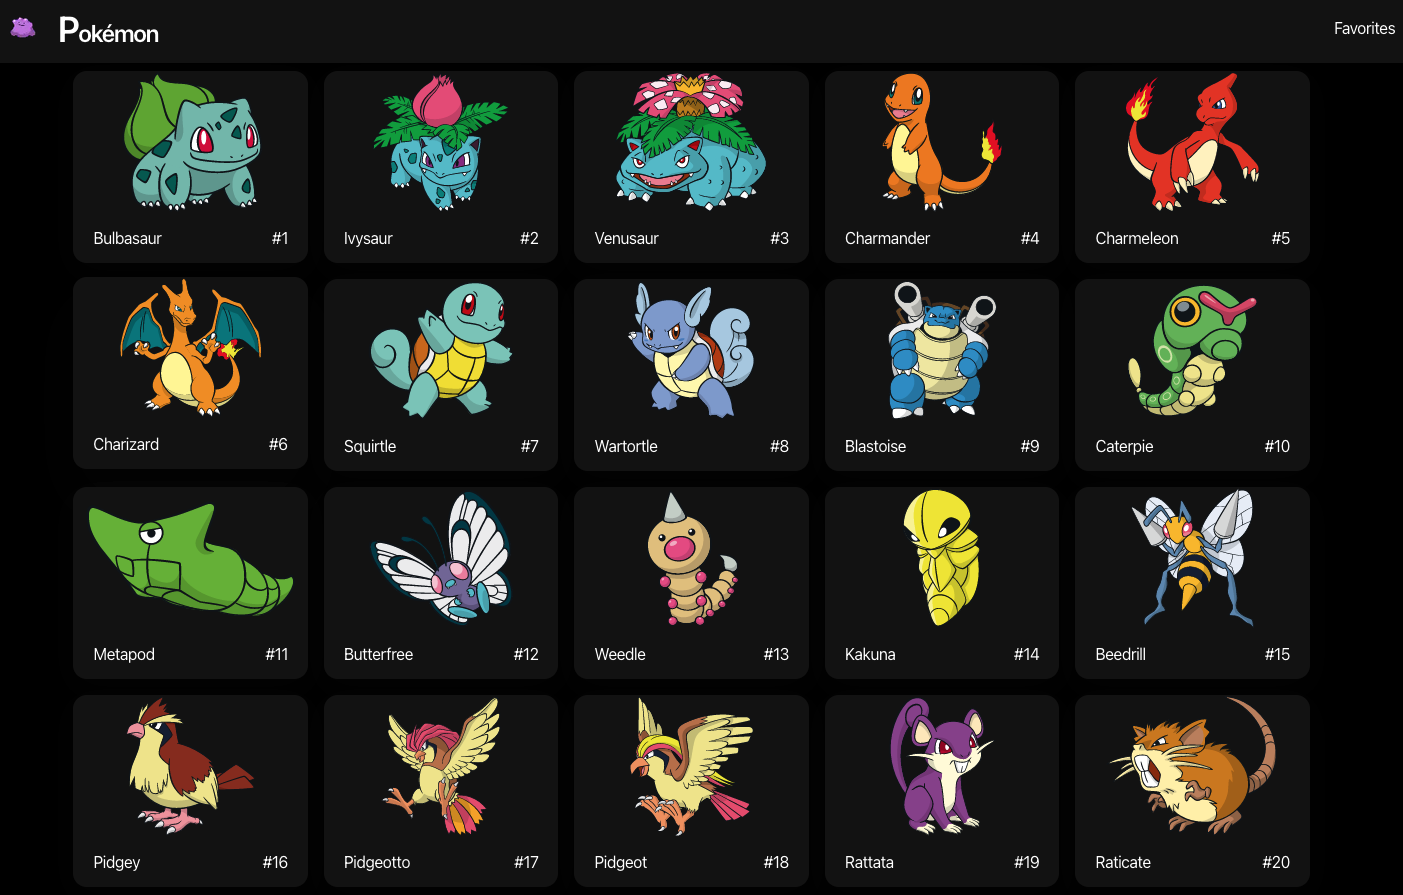 Pokémon
Favorites
Bulbasaur #1
Ivysaur #2
Venusaur #3
Charmander #4
Charmeleon #5
Charizard #6
Squirtle #7
Wartortle #8
Blastoise #9
Caterpie #10
Metapod #11
Butterfree #12
Weedle #13
Kakuna #14
Beedrill #15
Pidgey #16
Pidgeotto #17
Pidgeot #18
Rattata #19
Raticate #20